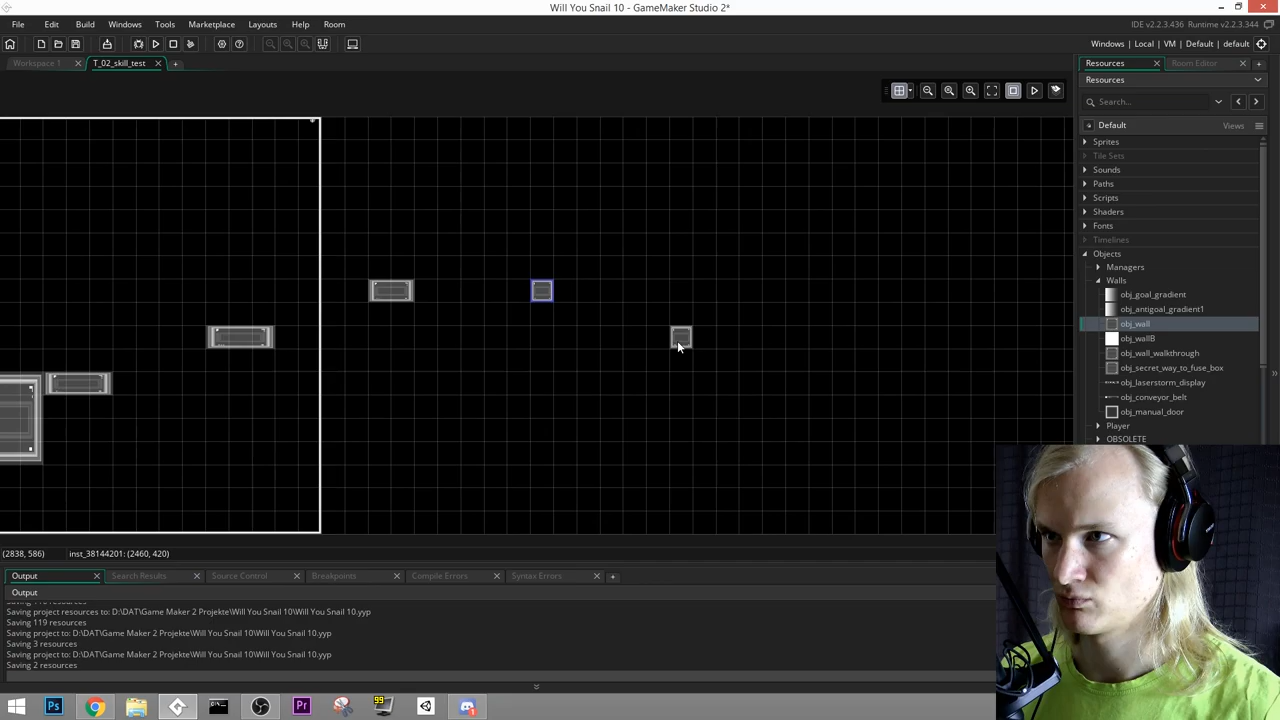 Will You Snail 10 - GameMaker Studio 2*
File Edit Build Windows Tools Marketplace Layouts Help Room
IDE v2.2.3.436 Runtime v2.2.3.344
Windows | Local | VM | Default | default
Workspace 1
T_02_skill_test
Resources
Room Editor
Resources
Search...
Default
Views
Sprites
Tile Sets
Sounds
Paths
Scripts
Shaders
Fonts
Timelines
Objects
Managers
Walls
obj_goal_gradient
obj_antigoal_gradient1
obj_wall
obj_wallB
obj_wall_walkthrough
obj_secret_way_to_fuse_box
obj_laserstorm_display
obj_conveyor_belt
obj_manual_door
Player
OBSOLETE
(2838, 586) inst_38144201: (2460, 420)
Output
Search Results
Source Control
Breakpoints
Compile Errors
Syntax Errors
Output
Saving project resources to: D:\DAT\Game Maker 2 Projekte\Will You Snail 10\Will You Snail 10.yyp
Saving 119 resources
Saving project to: D:\DAT\Game Maker 2 Projekte\Will You Snail 10\Will You Snail 10.yyp
Saving 3 resources
Saving project to: D:\DAT\Game Maker 2 Projekte\Will You Snail 10\Will You Snail 10.yyp
Saving 2 resources
Ps
Pr
99